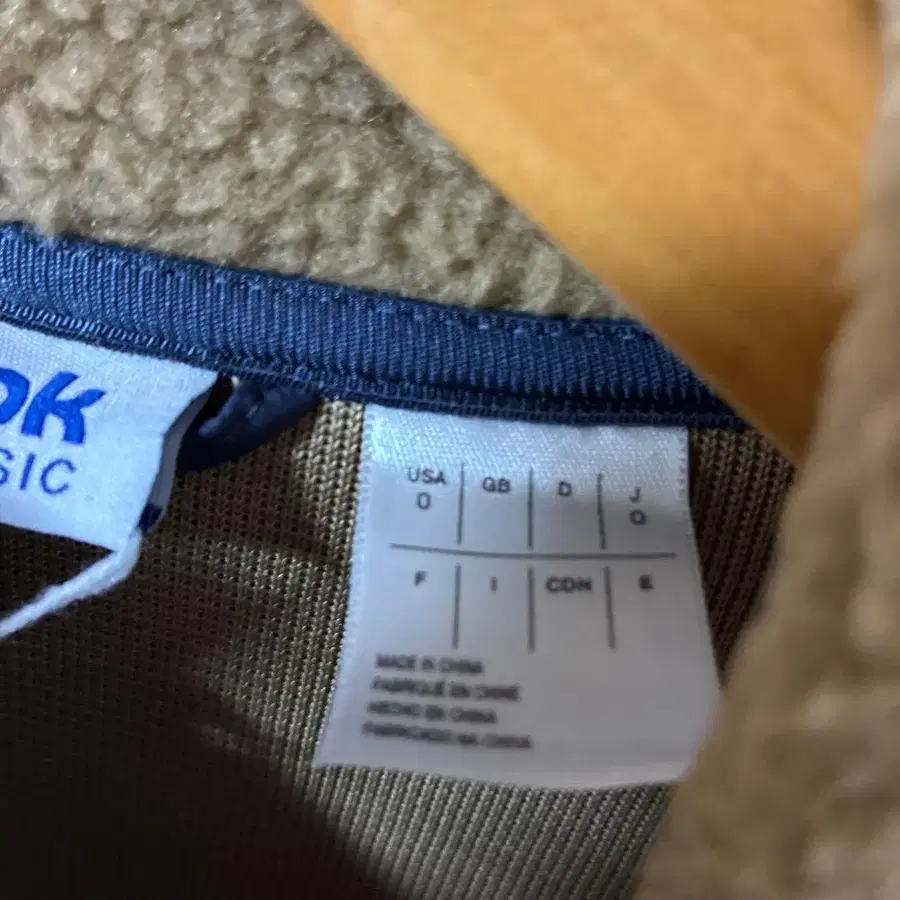 ok
SIC
USA GB D J
O O
F I CDN E
MADE IN CHINA
FABRIQUÉ EN CHINE
HECHO EN CHINA
FABRICADO NA CHINA